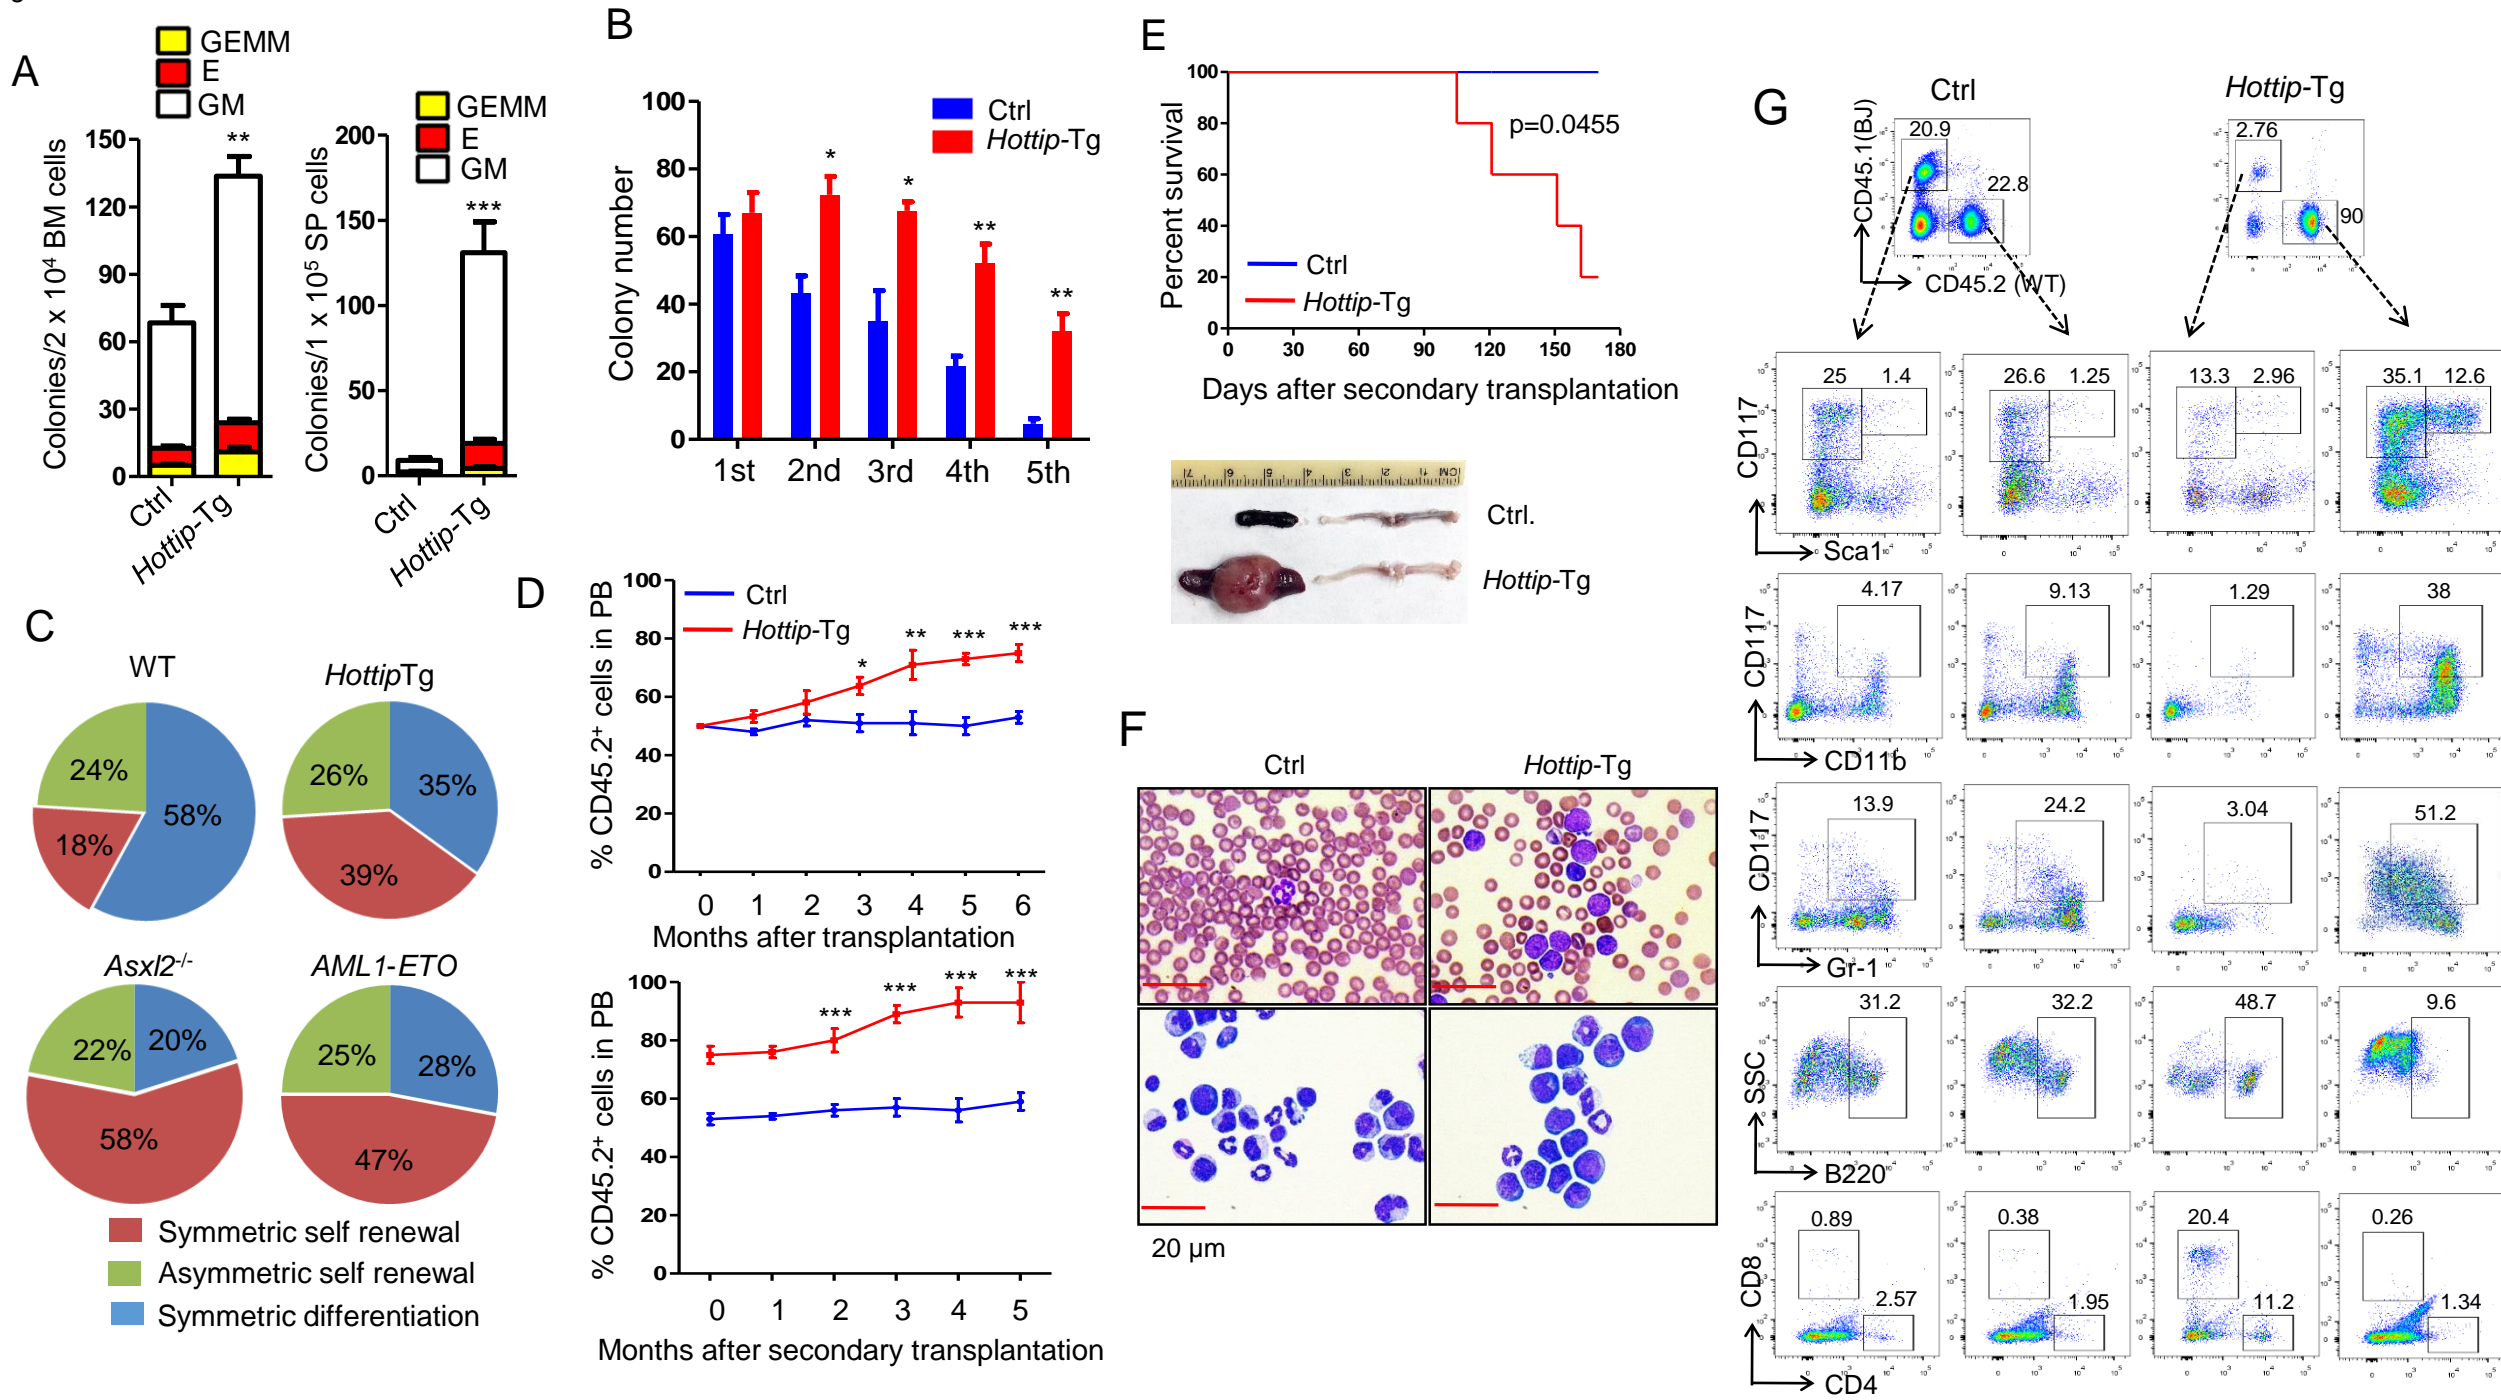 A
GEMM
E
GM
Colonies/2 x 10⁴ BM cells
150
120
90
60
30
0
**
Ctrl
Hottip-Tg
GEMM
E
GM
Colonies/1 x 10⁵ SP cells
200
150
100
50
0
***
Ctrl
Hottip-Tg
B
Colony number
100
80
60
40
20
0
Ctrl
Hottip-Tg
*
*
**
**
1st 2nd 3rd 4th 5th
C
WT
24%
58%
18%
HottipTg
26%
35%
39%
Asxl2-/-
22%
20%
58%
AML1-ETO
25%
28%
47%
Symmetric self renewal
Asymmetric self renewal
Symmetric differentiation
D
% CD45.2⁺ cells in PB
100
80
60
40
20
0
Ctrl
Hottip-Tg
*
**
***
***
0 1 2 3 4 5 6
Months after transplantation
% CD45.2⁺ cells in PB
100
80
60
40
20
0
***
***
***
***
0 1 2 3 4 5
Months after secondary transplantation
E
Percent survival
100
80
60
40
20
0
p=0.0455
Ctrl
Hottip-Tg
0 30 60 90 120 150 180
Days after secondary transplantation
7 6 5 4 3 2 1 CM
Ctrl.
Hottip-Tg
F
Ctrl
Hottip-Tg
20 µm
G
Ctrl
Hottip-Tg
CD45.1(BJ)
20.9
22.8
2.76
90
CD45.2 (WT)
CD117
25 1.4
26.6 1.25
13.3 2.96
35.1 12.6
Sca1
CD117
4.17
9.13
1.29
38
CD11b
CD117
13.9
24.2
3.04
51.2
Gr-1
SSC
31.2
32.2
48.7
9.6
B220
CD8
0.89
2.57
0.38
1.95
20.4
11.2
0.26
1.34
CD4